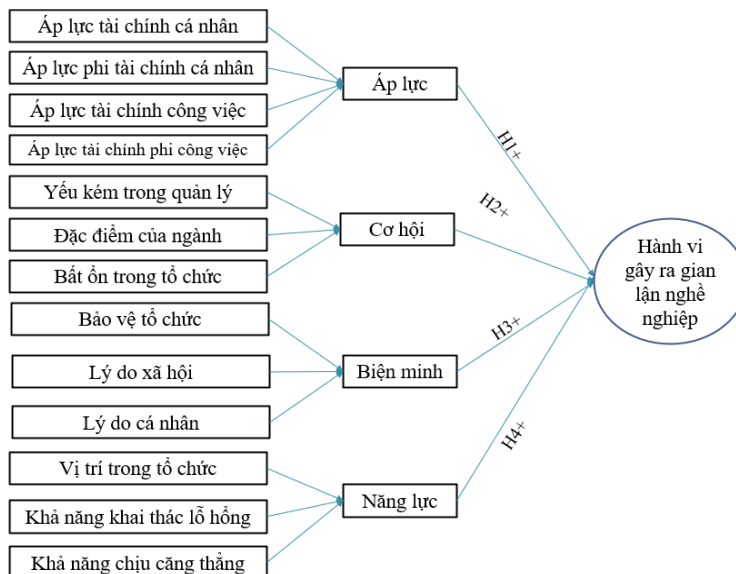 Áp lực tài chính cá nhân
Áp lực phi tài chính cá nhân
Áp lực tài chính công việc
Áp lực tài chính phi công việc
Áp lực
H1+
Yếu kém trong quản lý
Đặc điểm của ngành
Bất ổn trong tổ chức
Cơ hội
H2+
Bảo vệ tổ chức
Lý do xã hội
Lý do cá nhân
Biện minh
H3+
Vị trí trong tổ chức
Khả năng khai thác lỗ hổng
Khả năng chịu căng thẳng
Năng lực
H4+
Hành vi
gây ra gian
lận nghề
nghiệp